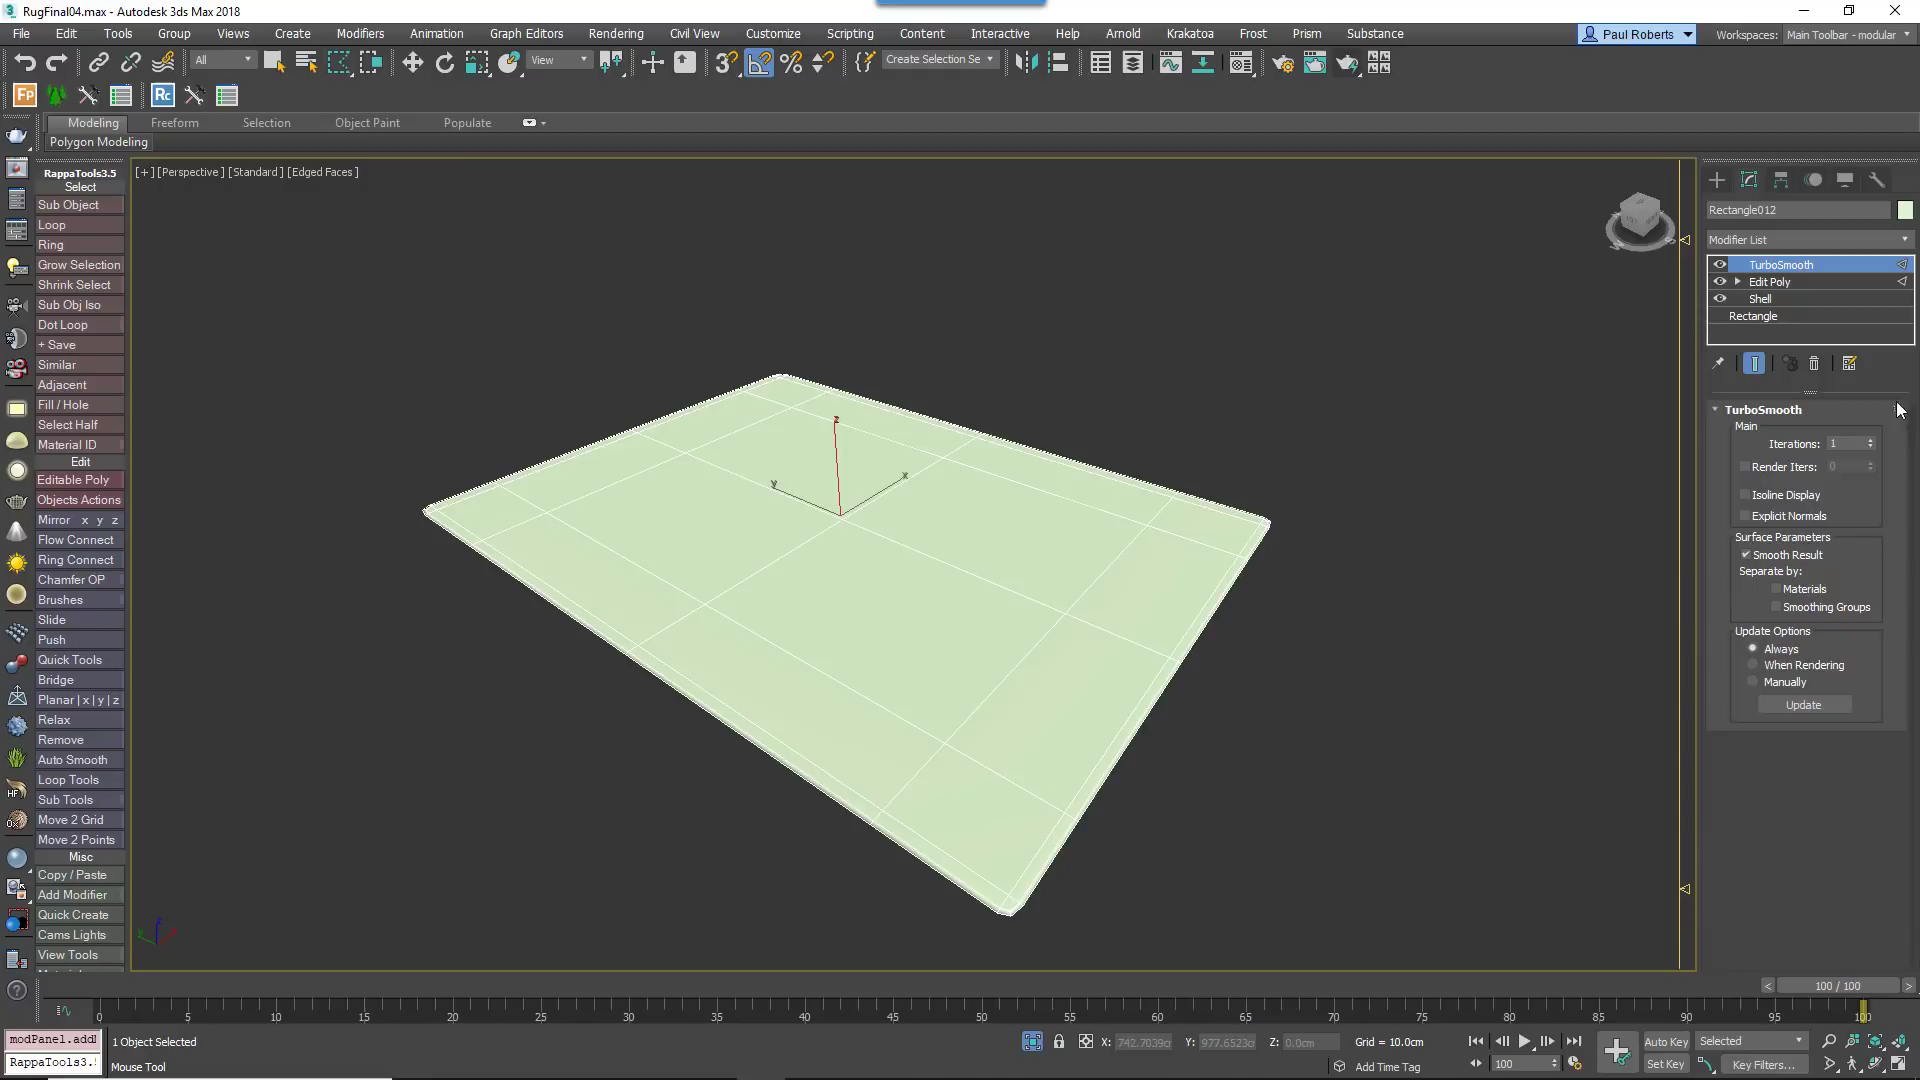 RugFinal04.max - Autodesk 3ds Max 2018
File Edit Tools Group Views Create Modifiers Animation Graph Editors Rendering Civil View Customize Scripting Content Interactive Help Arnold Krakatoa Frost Prism Substance Paul Roberts Workspaces: Main Toolbar - modular
All View 3 Create Selection Se
Fp Rc
Modeling Freeform Selection Object Paint Populate
Polygon Modeling
[+] [Perspective] [Standard] [Edged Faces]
RappaTools3.5
Select
Sub Object
Loop
Ring
Grow Selection
Shrink Select
Sub Obj Iso
Dot Loop
+ Save
Similar
Adjacent
Fill / Hole
Select Half
Material ID
Edit
Editable Poly
Objects Actions
Mirror x y z
Flow Connect
Ring Connect
Chamfer OP
Brushes
Slide
Push
Quick Tools
Bridge
Planar | x | y | z
Relax
Remove
Auto Smooth
Loop Tools
Sub Tools
Move 2 Grid
Move 2 Points
Misc
Copy / Paste
Add Modifier
Quick Create
Cams Lights
View Tools
HF
z
x
y
Rectangle012
Modifier List
TurboSmooth
Edit Poly
Shell
Rectangle
TurboSmooth
Main
Iterations: 1
Render Iters: 0
Isoline Display
Explicit Normals
Surface Parameters
Smooth Result
Separate by:
Materials
Smoothing Groups
Update Options
Always
When Rendering
Manually
Update
< 100 / 100 >
0 5 10 15 20 25 30 35 40 45 50 55 60 65 70 75 80 85 90 95 100
modPanel.addl
RappaTools3.
1 Object Selected
Mouse Tool
X: 742.7039c Y: 977.6523c Z: 0.0cm Grid = 10.0cm
Add Time Tag
100
Auto Key Selected
Set Key Key Filters...